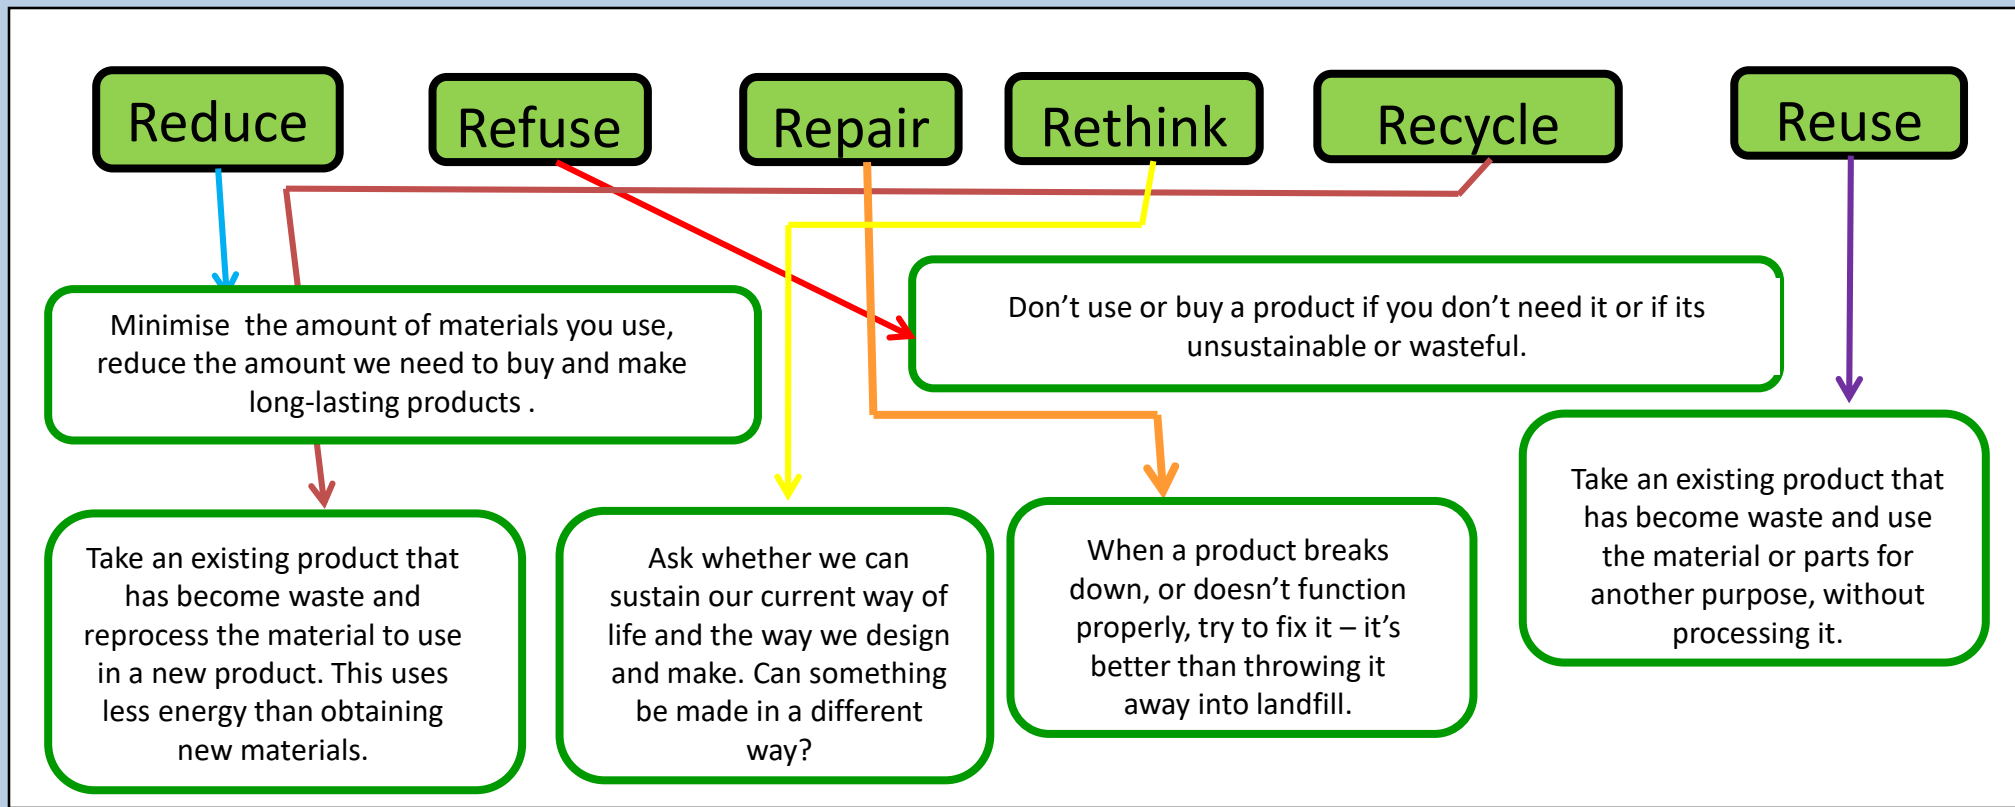 Reduce
Refuse
Repair
Rethink
Recycle
Reuse
Minimise  the amount of materials you use,
reduce the amount we need to buy and make
long-lasting products .
Don’t use or buy a product if you don’t need it or if its
unsustainable or wasteful.
Take an existing product that
has become waste and
reprocess the material to use
in a new product. This uses
less energy than obtaining
new materials.
Ask whether we can
sustain our current way of
life and the way we design
and make. Can something
be made in a different
way?
When a product breaks
down, or doesn’t function
properly, try to fix it – it’s
better than throwing it
away into landfill.
Take an existing product that
has become waste and use
the material or parts for
another purpose, without
processing it.